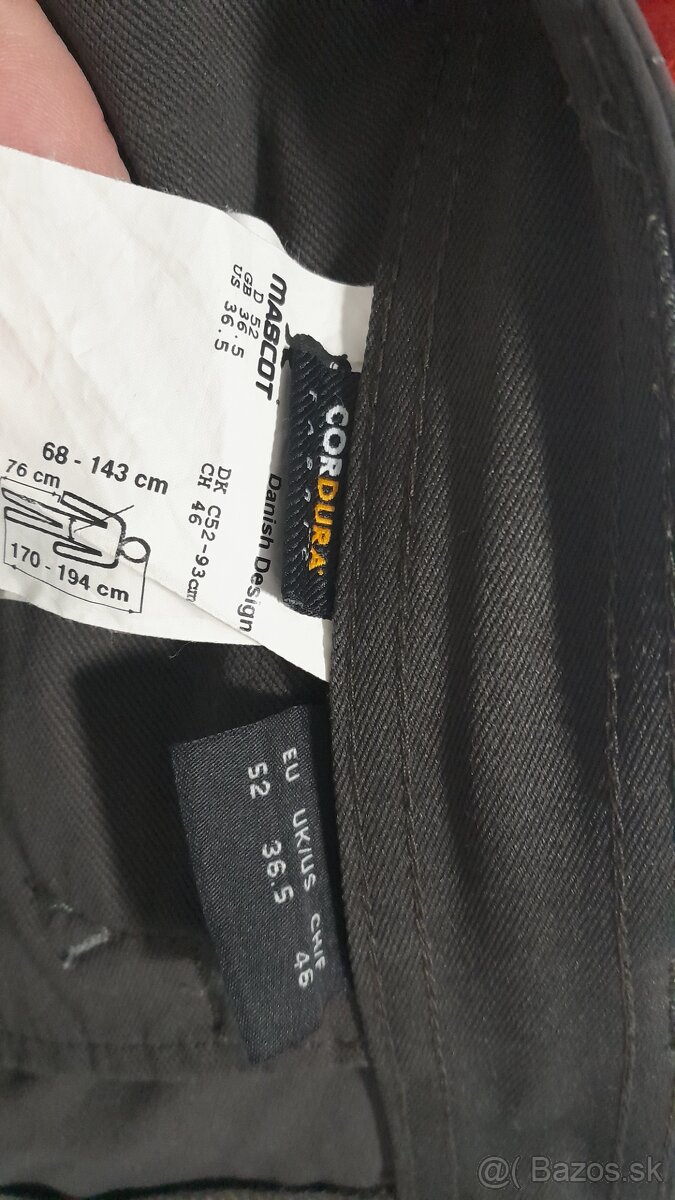 MASCOT
D 52
GB 36.5
US 36.5
Danish Design
DK C52-93cm
CH 46
68 - 143 cm
76 cm
170 - 194 cm
CORDURA
EU UK/US CHIF
52 36.5 46
@( Bazos.sk